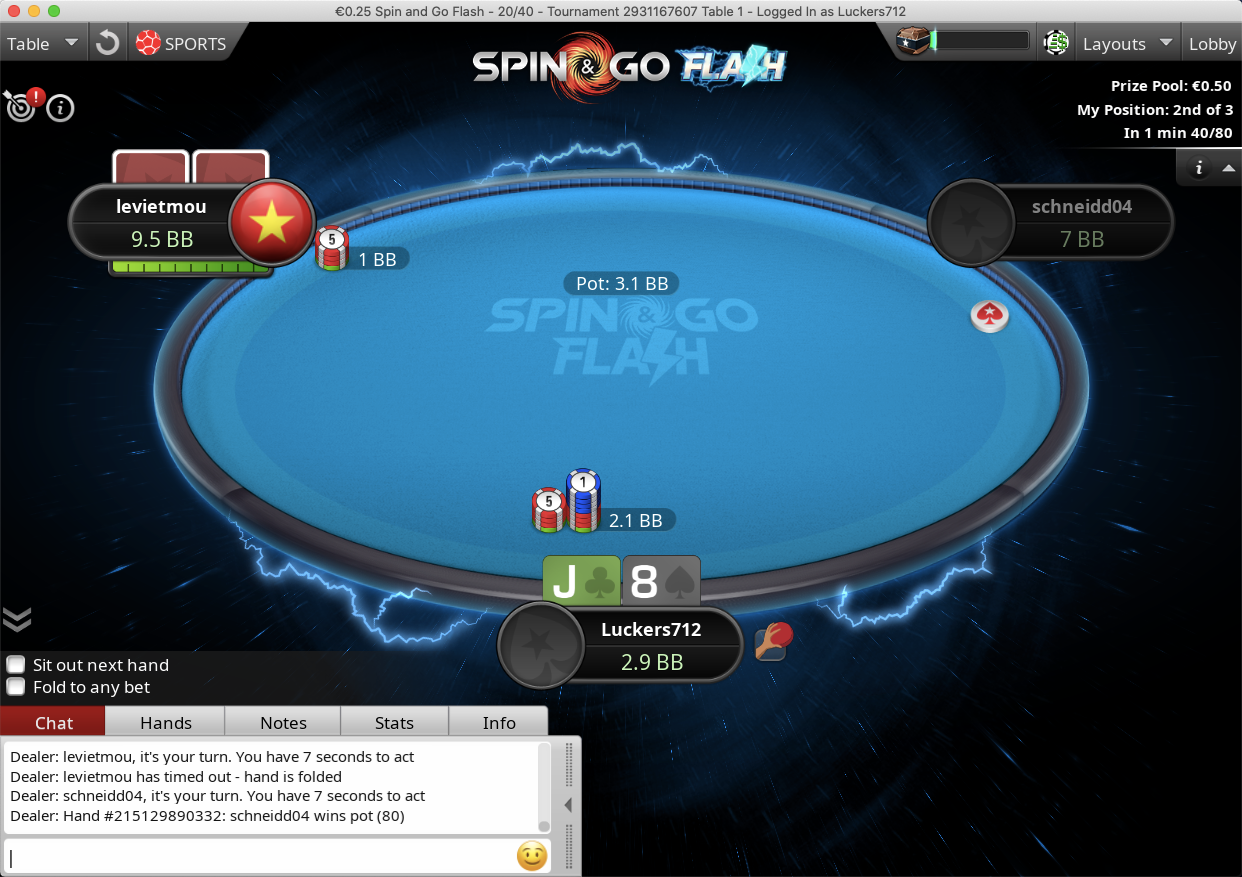 €0.25 Spin and Go Flash - 20/40 - Tournament 2931167607 Table 1 - Logged In as Luckers712
Table
SPORTS
Layouts
Lobby
SPIN & GO FLASH
Prize Pool: €0.50
My Position: 2nd of 3
In 1 min 40/80
!
i
i
levietmou
9.5 BB
schneidd04
7 BB
5
1 BB
Pot: 3.1 BB
SPIN & GO
FLASH
5
1
2.1 BB
J
8
Luckers712
2.9 BB
Sit out next hand
Fold to any bet
Chat
Hands
Notes
Stats
Info
Dealer: levietmou, it's your turn. You have 7 seconds to act
Dealer: levietmou has timed out - hand is folded
Dealer: schneidd04, it's your turn. You have 7 seconds to act
Dealer: Hand #215129890332: schneidd04 wins pot (80)